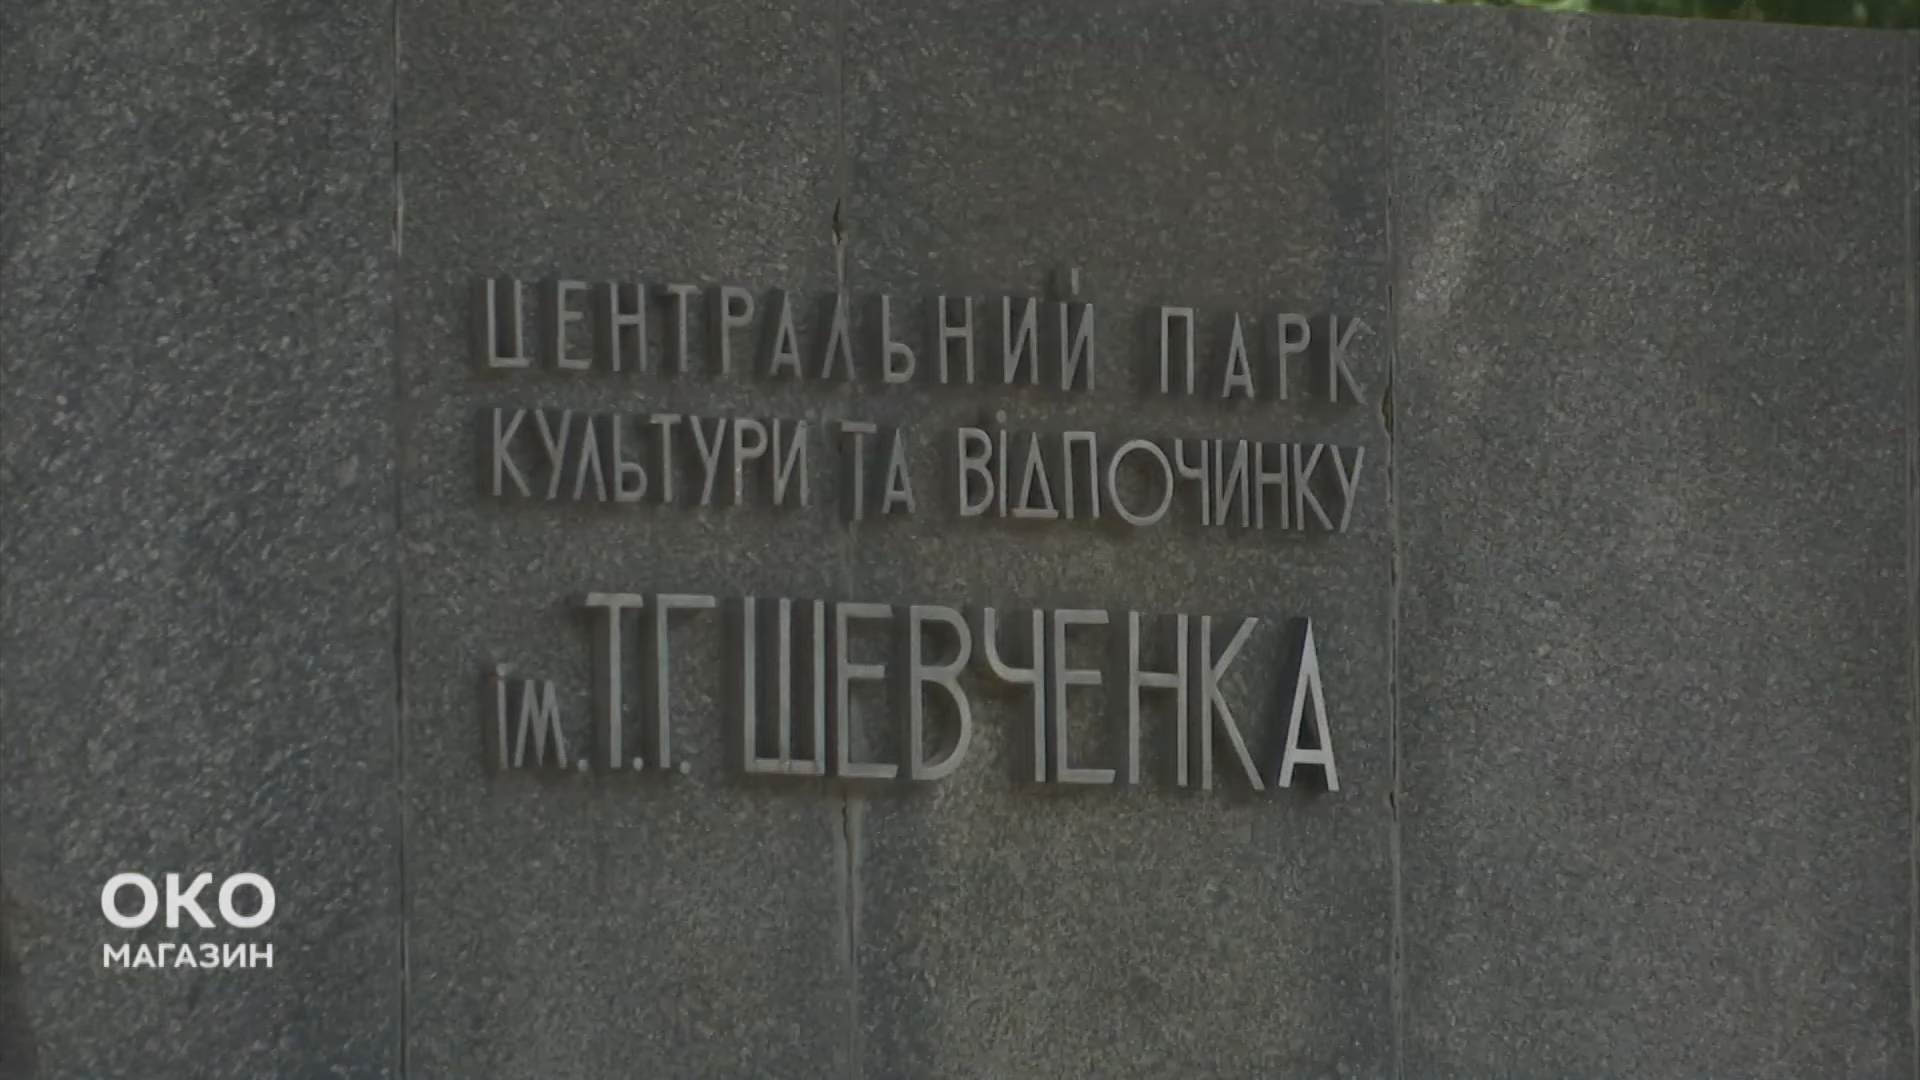 ЦЕНТРАЛЬНИЙ ПАРК
КУЛЬТУРИ ТА ВІДПОЧИНКУ
ім. Т.Г. ШЕВЧЕНКА
ОКО
МАГАЗИН